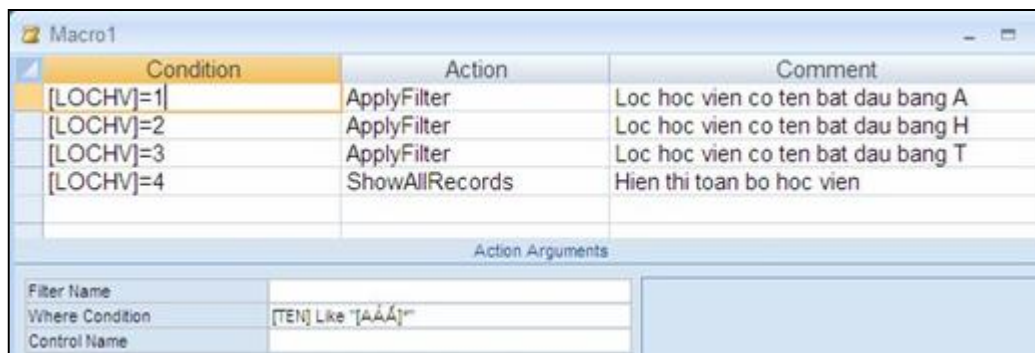 Macro1
Condition Action Comment
[LOCHV]=1 ApplyFilter Loc hoc vien co ten bat dau bang A
[LOCHV]=2 ApplyFilter Loc hoc vien co ten bat dau bang H
[LOCHV]=3 ApplyFilter Loc hoc vien co ten bat dau bang T
[LOCHV]=4 ShowAllRecords Hien thi toan bo hoc vien
Action Arguments
Filter Name
Where Condition [TEN] Like "[AÁẤ]*"
Control Name